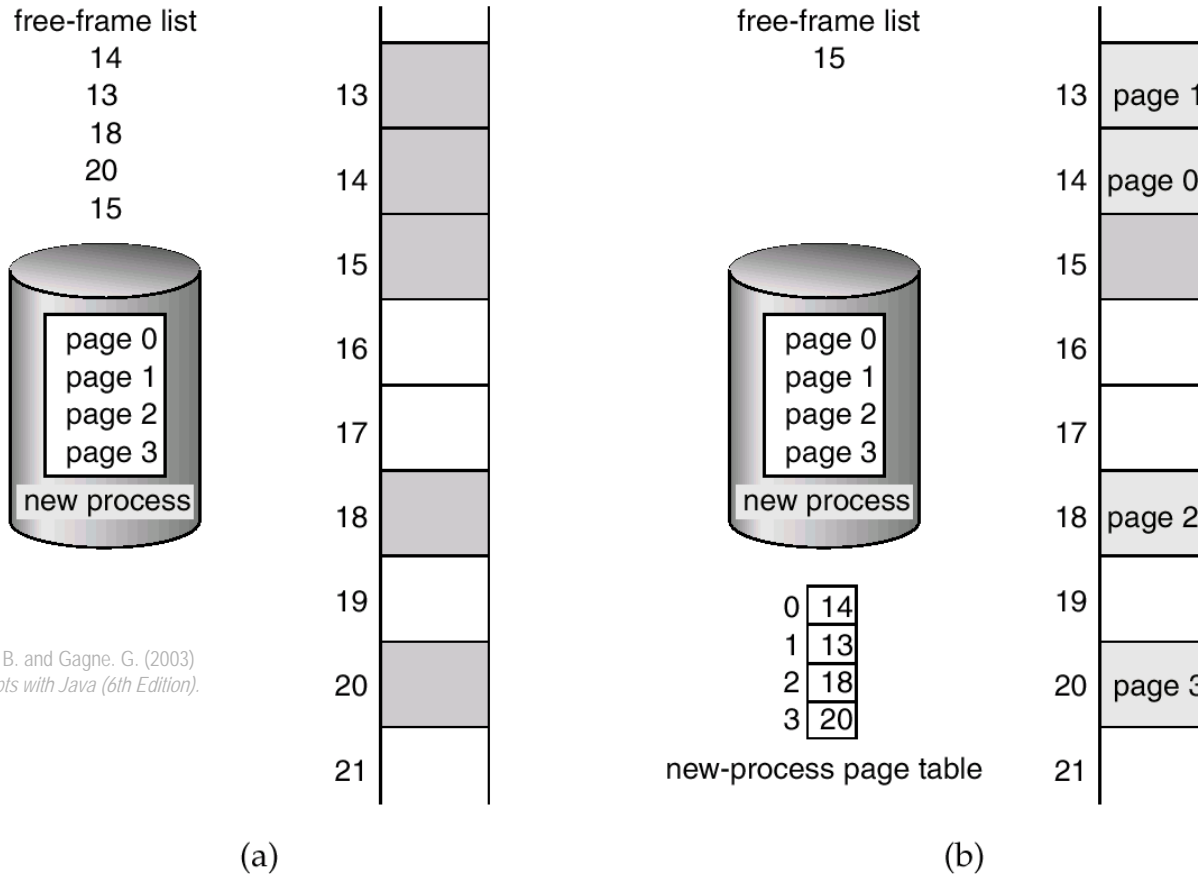 free-frame list
14
13
18
20
15
page 0
page 1
page 2
page 3
new process
13
14
15
16
17
18
19
20
21
B. and Gagne. G. (2003)
with Java (6th Edition).
(a)
free-frame list
15
page 0
page 1
page 2
page 3
new process
0 14
1 13
2 18
3 20
new-process page table
13 page 1
14 page 0
15
16
17
18 page 2
19
20 page 3
21
(b)